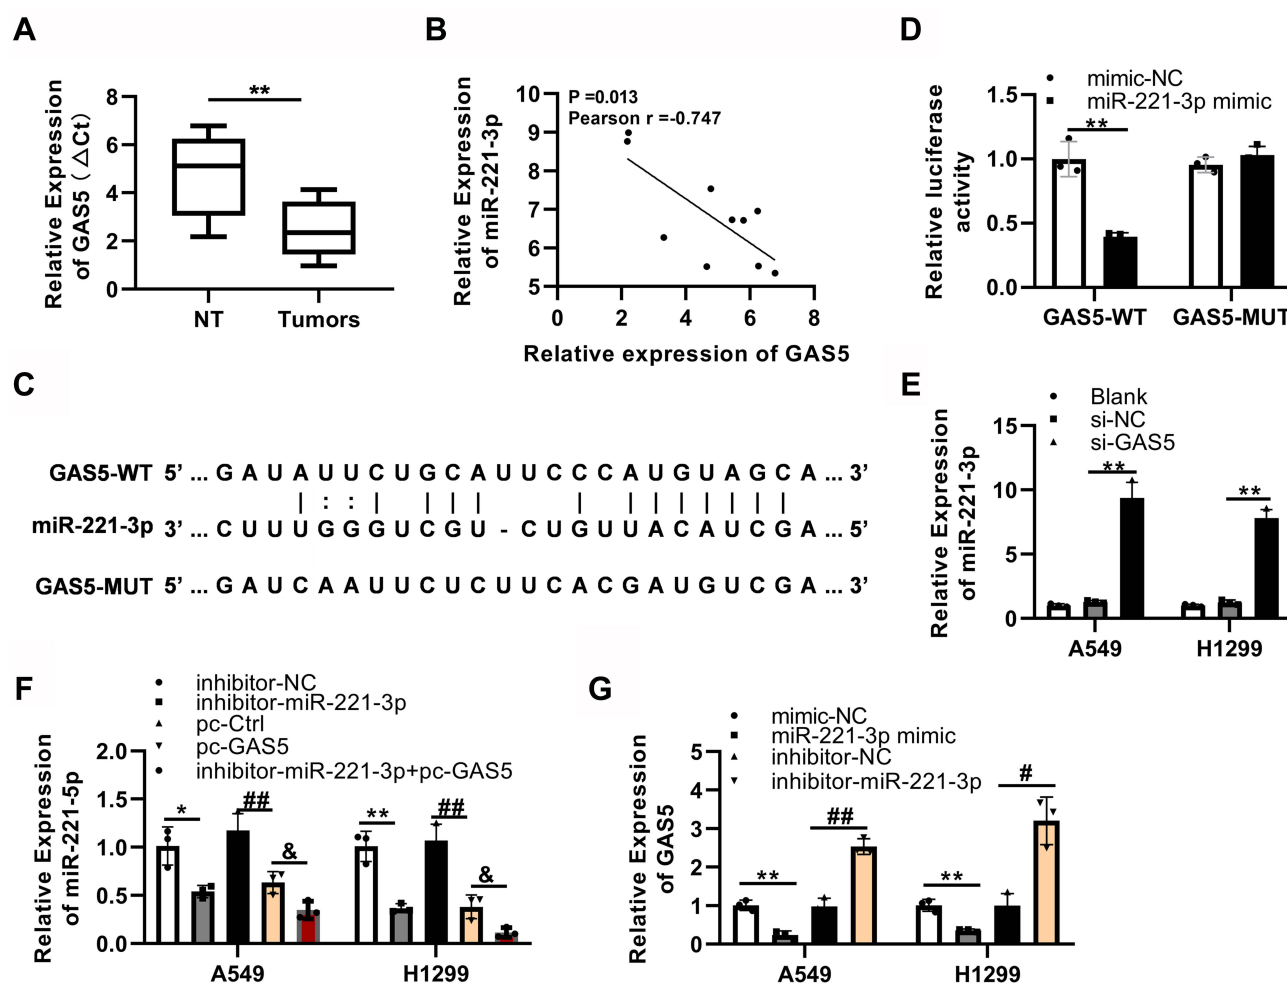 A
Relative Expression
of GAS5 ( △Ct)
8
6
4
2
0
**
NT
Tumors
B
Relative Expression
of miR-221-3p
10
9
8
7
6
5
P =0.013
Pearson r =-0.747
0
2
4
6
8
Relative expression of GAS5
D
mimic-NC
miR-221-3p mimic
Relative luciferase
activity
1.5
1.0
0.5
0.0
**
GAS5-WT
GAS5-MUT
C
GAS5-WT 5’ ... G A U A U U C U G C A U U C C C A U G U A G C A ... 3’
miR-221-3p 3’ ... C U U U G G G U C G U - C U G U U A C A U C G A ... 5’
GAS5-MUT 5’ ... G A U C A A U U C U C U U C A C G A U G U C G A ... 3’
E
Blank
si-NC
si-GAS5
Relative Expression
of miR-221-3p
15
10
5
0
**
**
A549
H1299
F
inhibitor-NC
inhibitor-miR-221-3p
pc-Ctrl
pc-GAS5
inhibitor-miR-221-3p+pc-GAS5
Relative Expression
of miR-221-5p
2.0
1.5
1.0
0.5
0.0
*
##
&
**
##
&
A549
H1299
G
mimic-NC
miR-221-3p mimic
inhibitor-NC
inhibitor-miR-221-3p
Relative Expression
of GAS5
5
4
3
2
1
0
**
##
**
#
A549
H1299